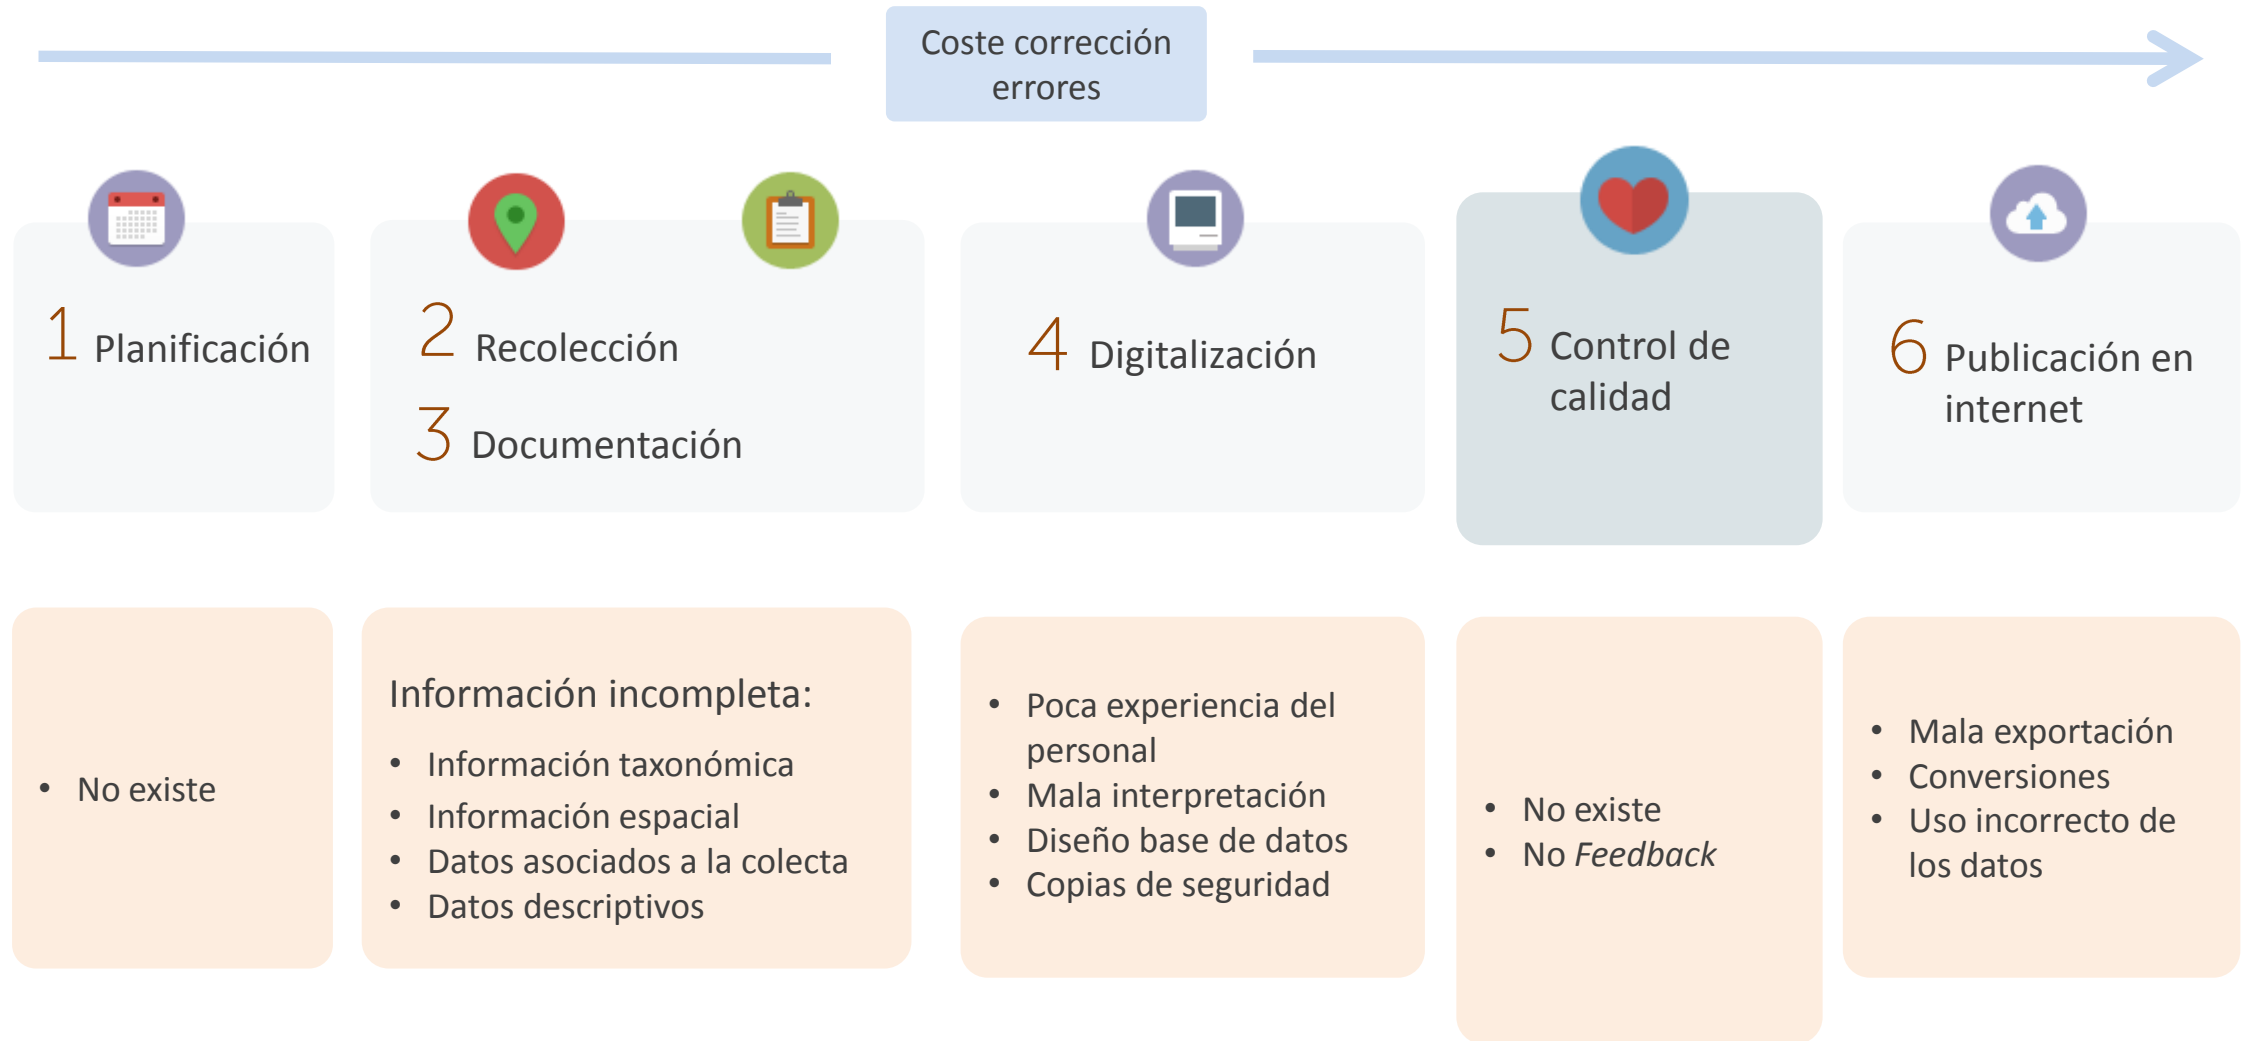 Coste corrección
errores
1 Planificación
2 Recolección
3 Documentación
4 Digitalización
5 Control de
calidad
6 Publicación en
internet
• No existe
Información incompleta:
• Información taxonómica
• Información espacial
• Datos asociados a la colecta
• Datos descriptivos
• Poca experiencia del
personal
• Mala interpretación
• Diseño base de datos
• Copias de seguridad
• No existe
• No Feedback
• Mala exportación
• Conversiones
• Uso incorrecto de
los datos